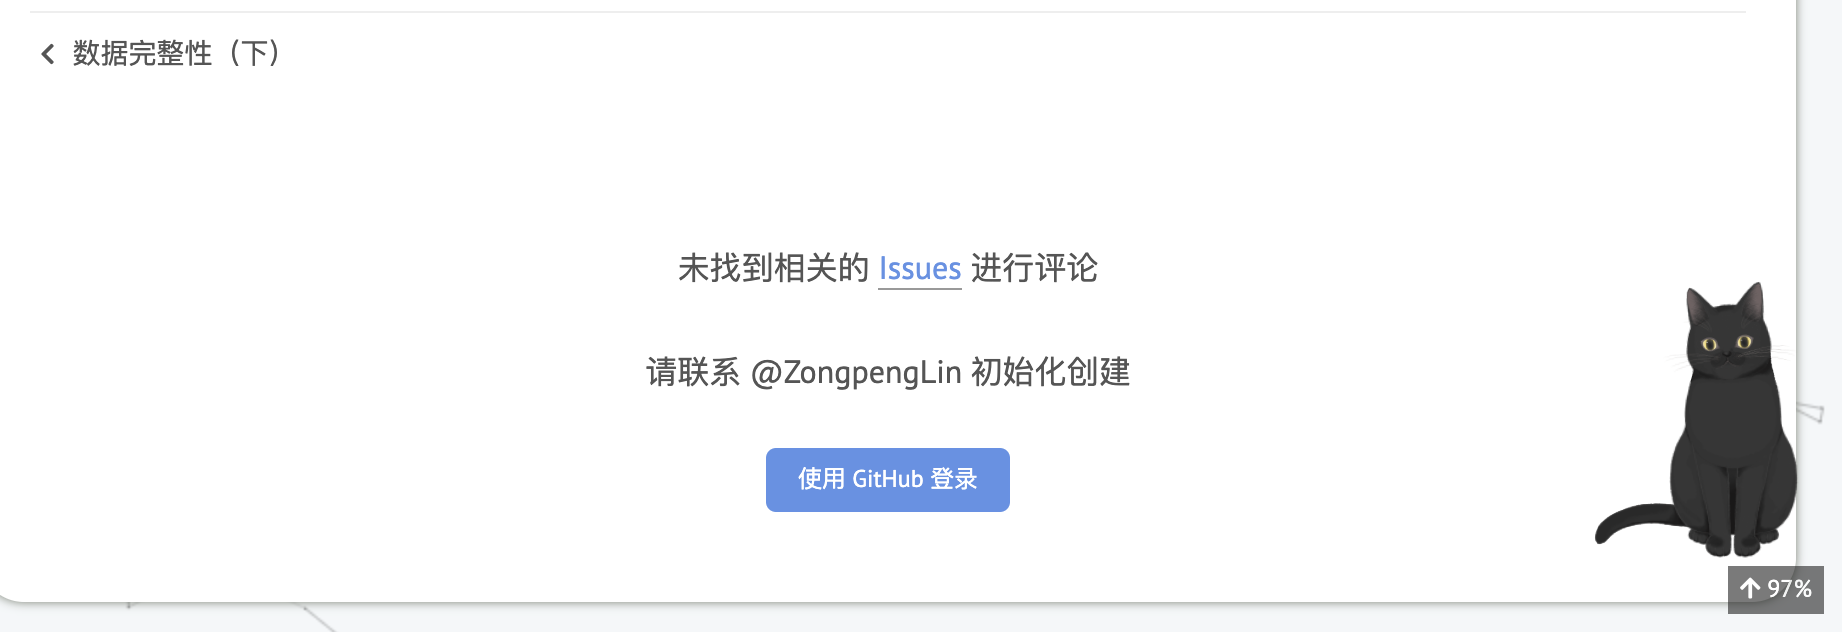 数据完整性（下）
未找到相关的 Issues 进行评论
请联系 @ZongpengLin 初始化创建
使用 GitHub 登录
97%